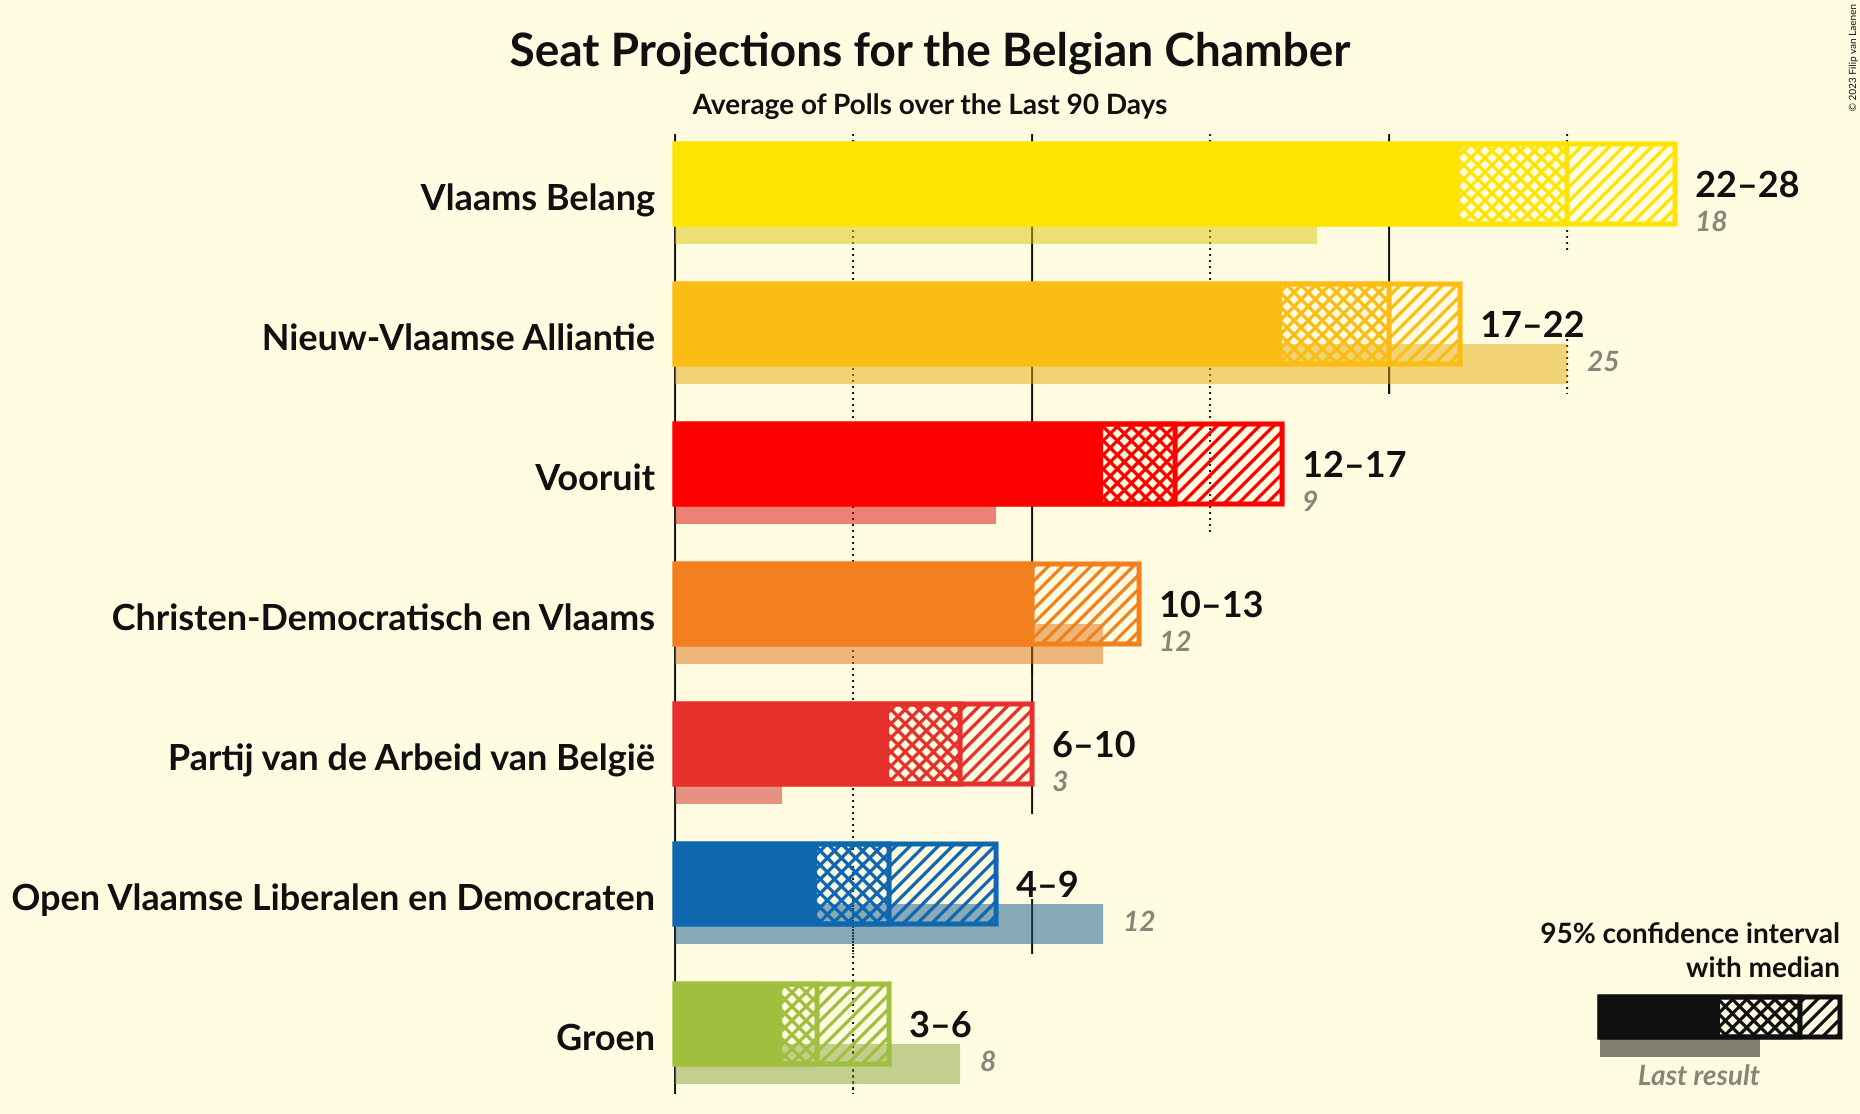 Seat Projections for the Belgian Chamber
Average of Polls over the Last 90 Days
© 2023 Filip van Laenen
Vlaams Belang
22–28
18
Nieuw-Vlaamse Alliantie
17–22
25
Vooruit
12–17
9
Christen-Democratisch en Vlaams
10–13
12
Partij van de Arbeid van België
6–10
3
Open Vlaamse Liberalen en Democraten
4–9
12
Groen
3–6
8
95% confidence interval
with median
Last result